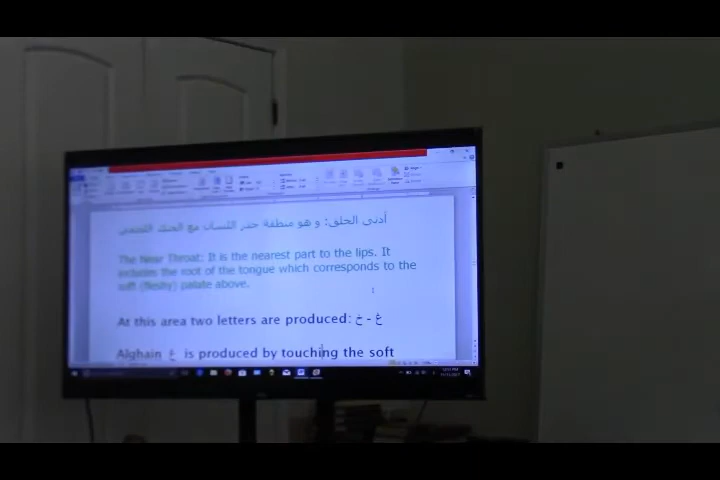 أدنى الحلق: و هو منطقة جذر اللسان مع الحنك اللحمي
The Near Throat: It is the nearest part to the lips. It
includes the root of the tongue which corresponds to the
soft (fleshy) palate above.
At this area two letters are produced: غ - خ
Alghain غ is produced by touching the soft